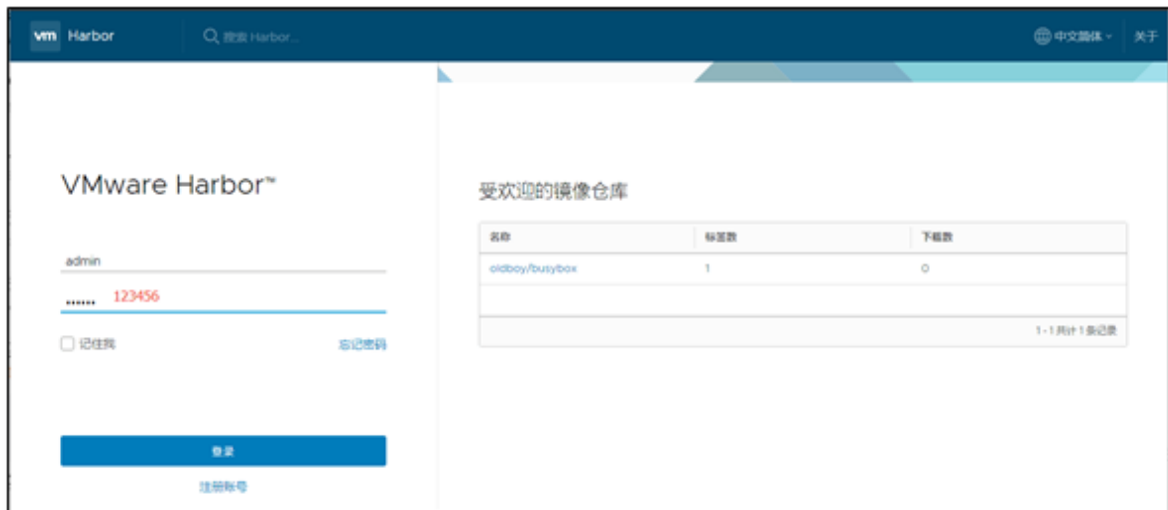 vm Harbor 搜索 Harbor... 中文简体 关于
VMware Harbor™
受欢迎的镜像仓库
名称 标签数 下载数
admin
oldboy/busybox 1 0
...... 123456
1 - 1 共计 1 条记录
记住我 忘记密码
登录
注册账号